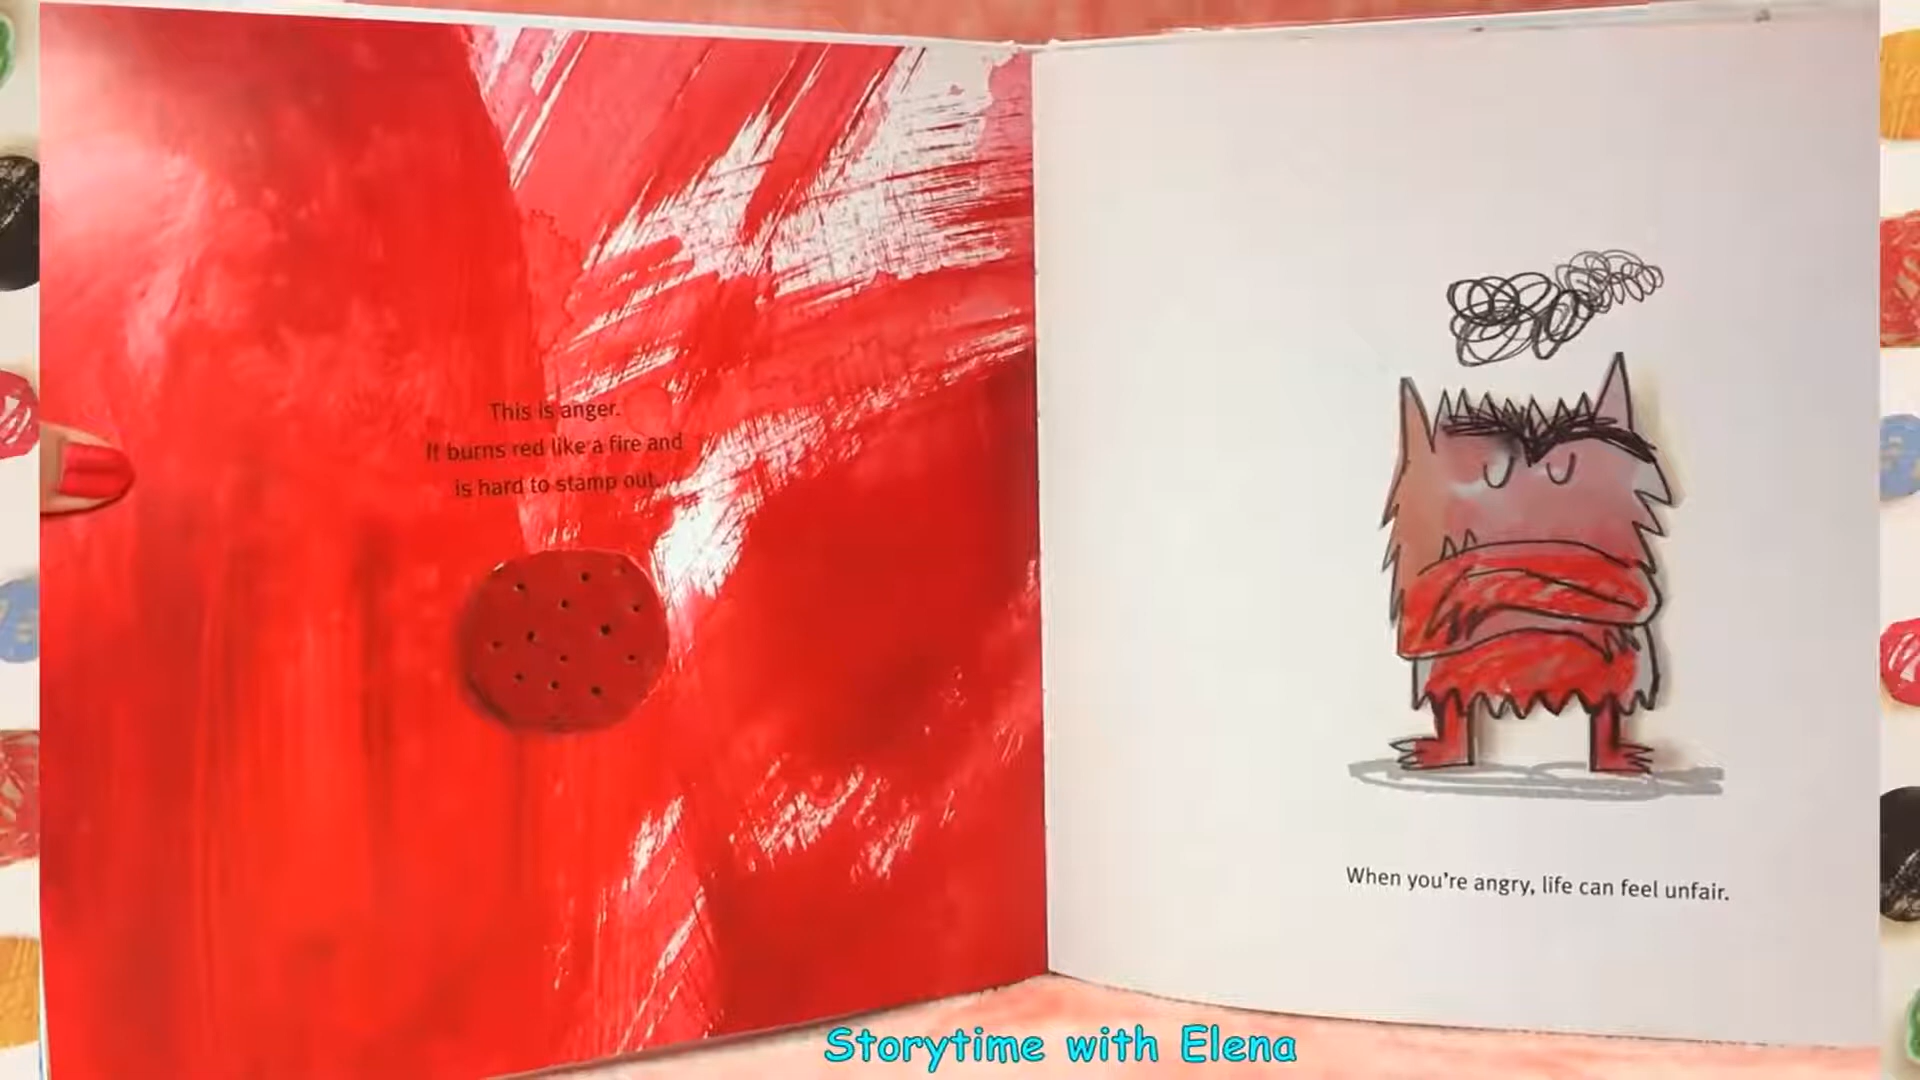 This is anger.
It burns red like a fire and
is hard to stamp out.
When you're angry, life can feel unfair.
Storytime with Elena